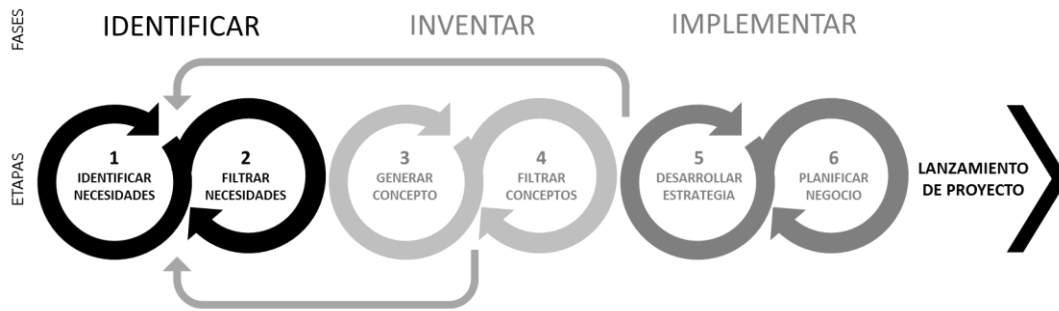 FASES
IDENTIFICAR
INVENTAR
IMPLEMENTAR
ETAPAS
1
IDENTIFICAR
NECESIDADES
2
FILTRAR
NECESIDADES
3
GENERAR
CONCEPTO
4
FILTRAR
CONCEPTOS
5
DESARROLLAR
ESTRATEGIA
6
PLANIFICAR
NEGOCIO
LANZAMIENTO
DE PROYECTO